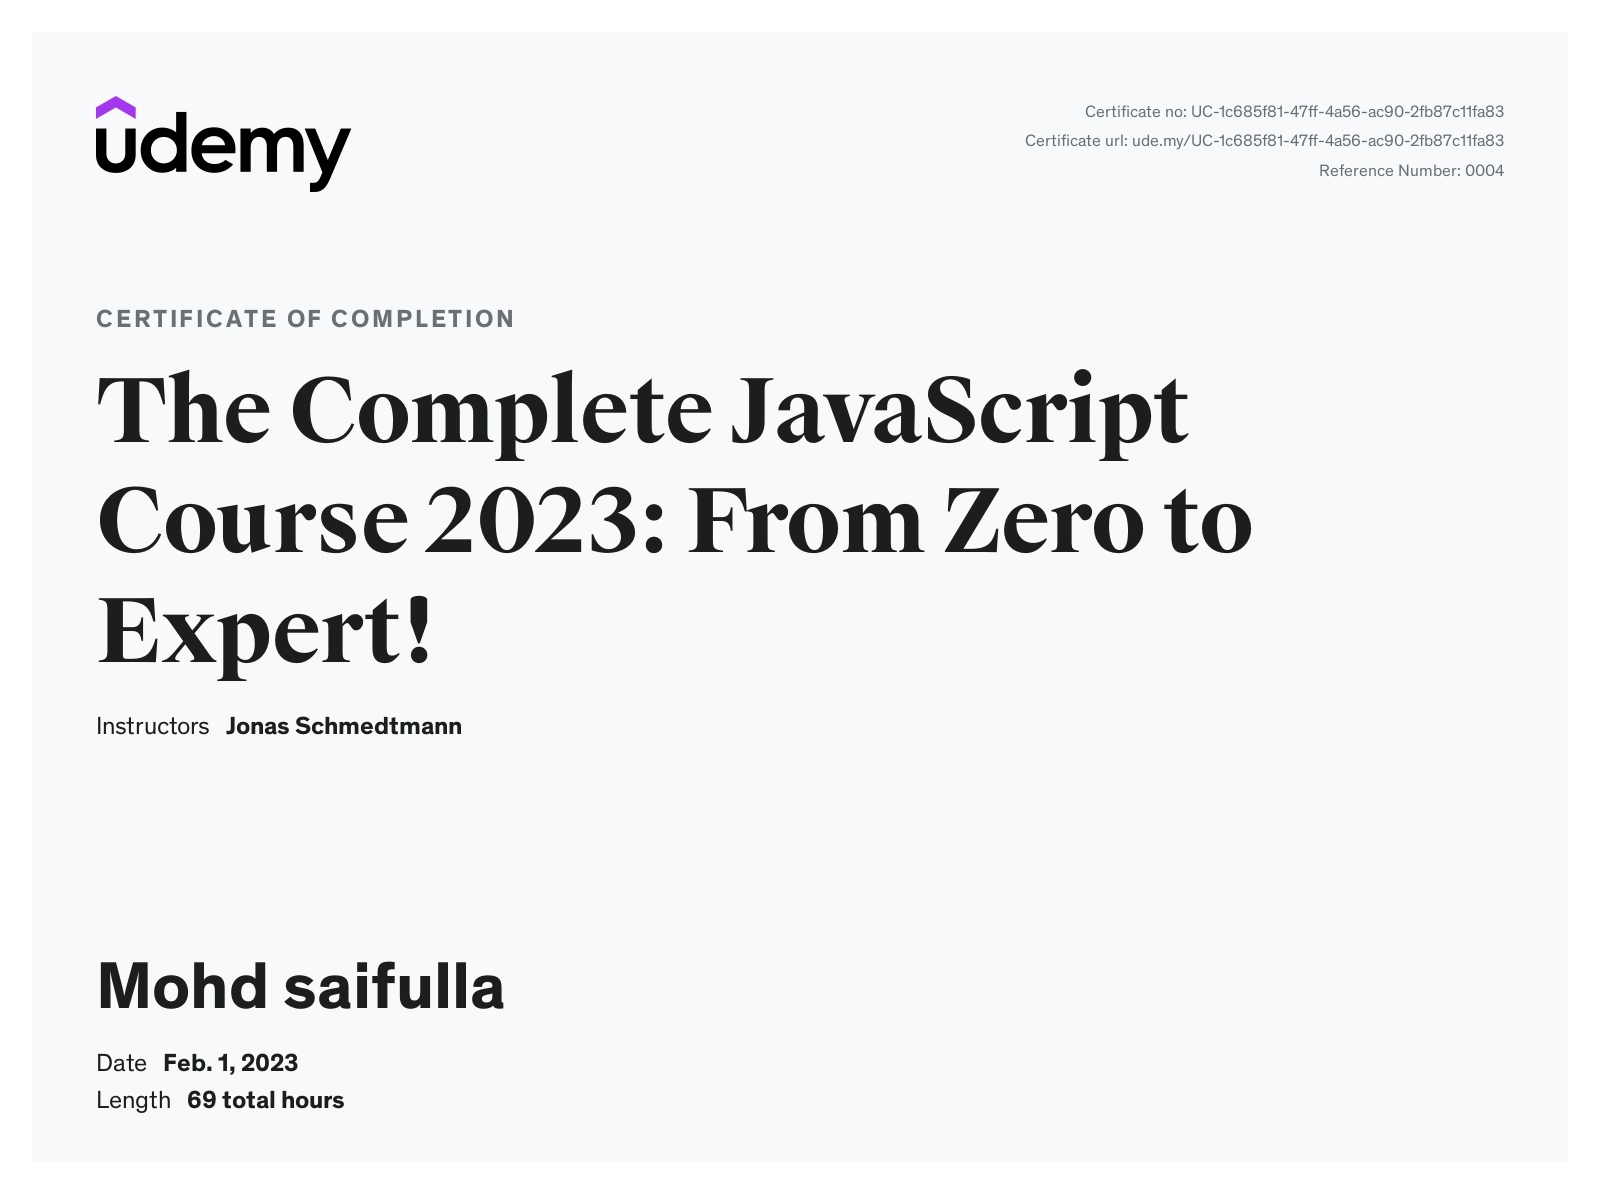 udemy
Certificate no: UC-1c685f81-47ff-4a56-ac90-2fb87c11fa83
Certificate url: ude.my/UC-1c685f81-47ff-4a56-ac90-2fb87c11fa83
Reference Number: 0004
CERTIFICATE OF COMPLETION
The Complete JavaScript
Course 2023: From Zero to
Expert!
Instructors Jonas Schmedtmann
Mohd saifulla
Date Feb. 1, 2023
Length 69 total hours